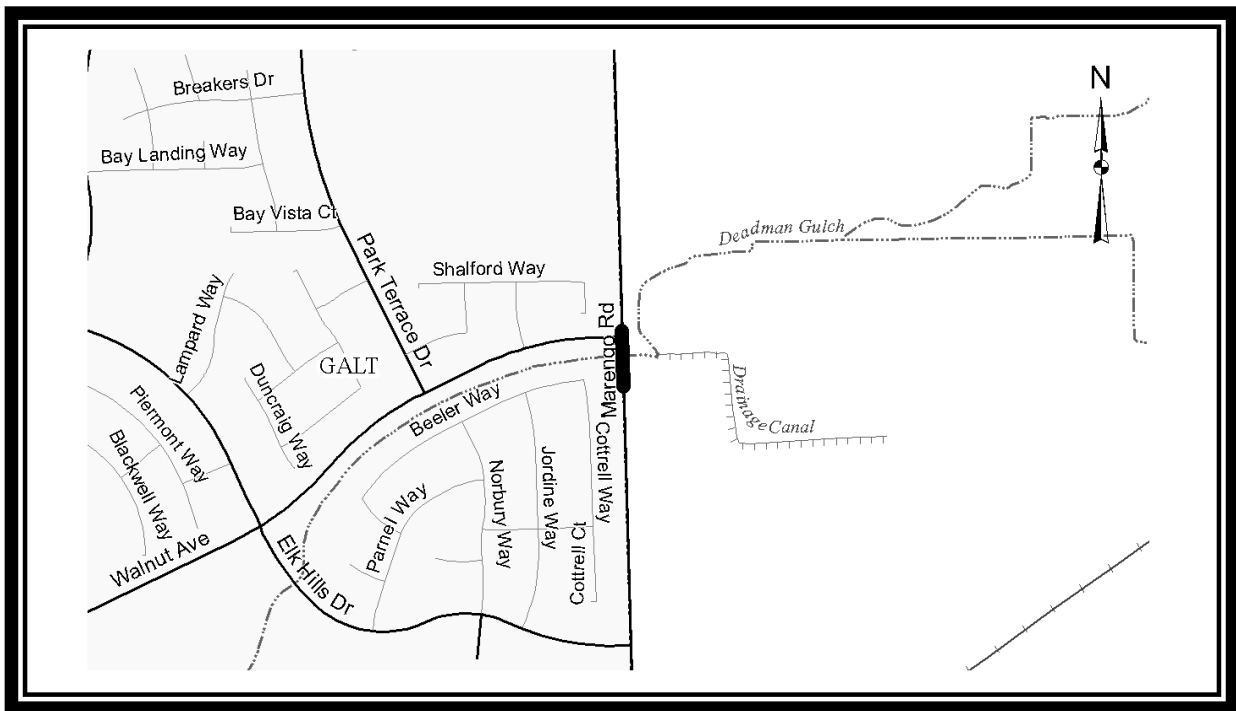 Breakers Dr
N
Bay Landing Way
Bay Vista Ct
Deadman Gulch
Park Terrace Dr
Shalford Way
Lampard Way
Marengo Rd
GALT
Duncraig Way
Drainage Canal
Piermont Way
Beeler Way
Blackwell Way
Cottrell Way
Jordine Way
Norbury Way
Parnel Way
Walnut Ave
Elk Hills Dr
Cottrell Ct